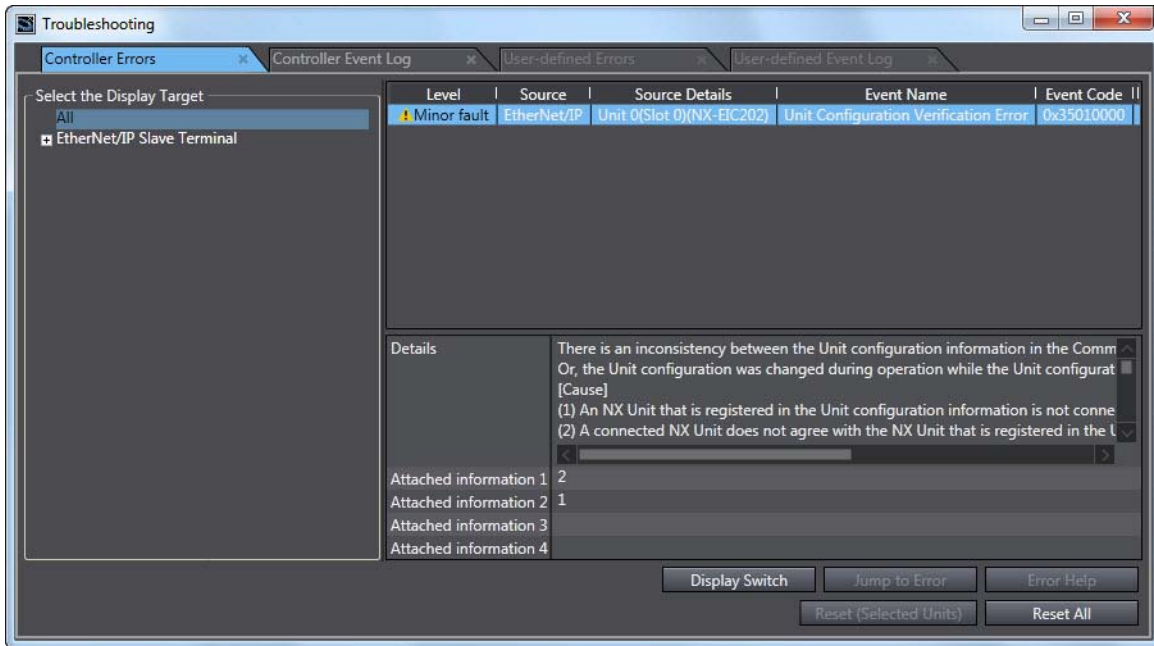 Troubleshooting
Controller Errors
Controller Event Log
User-defined Errors
User-defined Event Log
Select the Display Target
All
EtherNet/IP Slave Terminal
Level Source Source Details Event Name Event Code
Minor fault EtherNet/IP Unit 0(Slot 0)(NX-EIC202) Unit Configuration Verification Error 0x35010000
Details
There is an inconsistency between the Unit configuration information in the Comm
Or, the Unit configuration was changed during operation while the Unit configurat
[Cause]
(1) An NX Unit that is registered in the Unit configuration information is not conne
(2) A connected NX Unit does not agree with the NX Unit that is registered in the
Attached information 1 2
Attached information 2 1
Attached information 3
Attached information 4
Display Switch Jump to Error Error Help
Reset (Selected Units) Reset All